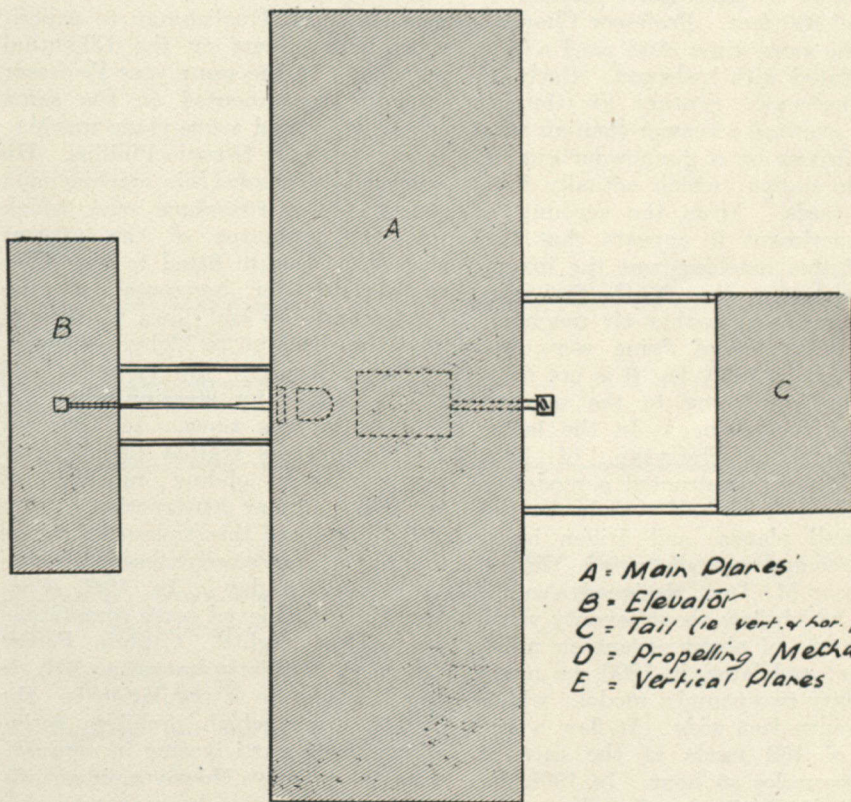 A
B
C
A = Main Planes
B = Elevator
C = Tail (ie vert. & hor.
D = Propelling Mecha
E = Vertical Planes